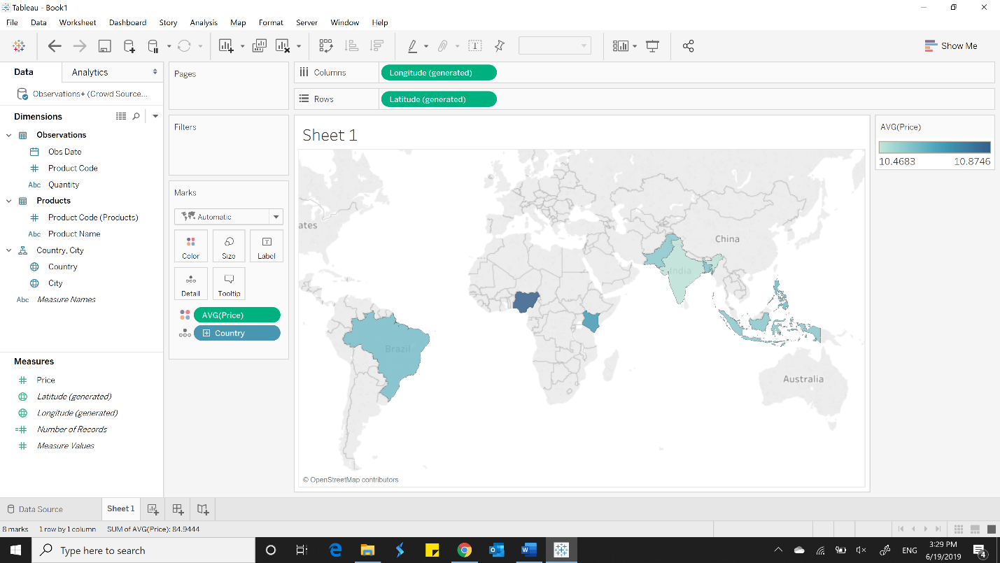 Tableau - Book1
File Data Worksheet Dashboard Story Analysis Map Format Server Window Help
Show Me
Data
Analytics
Observations+ (Crowd Source...
Dimensions
Observations
Obs Date
Product Code
Abc Quantity
Products
Product Code (Products)
Abc Product Name
Country, City
Country
City
Abc Measure Names
Measures
Price
Latitude (generated)
Longitude (generated)
=# Number of Records
Measure Values
Pages
Filters
Marks
Automatic
Color
Size
T
Label
Detail
Tooltip
AVG(Price)
Country
Columns
Longitude (generated)
Rows
Latitude (generated)
Sheet 1
ates
China
India
Brazil
Australia
© OpenStreetMap contributors
AVG(Price)
10.4683 10.8746
Data Source
Sheet 1
8 marks 1 row by 1 column SUM of AVG(Price): 84.9444
Type here to search
ENG
3:29 PM
6/19/2019
4